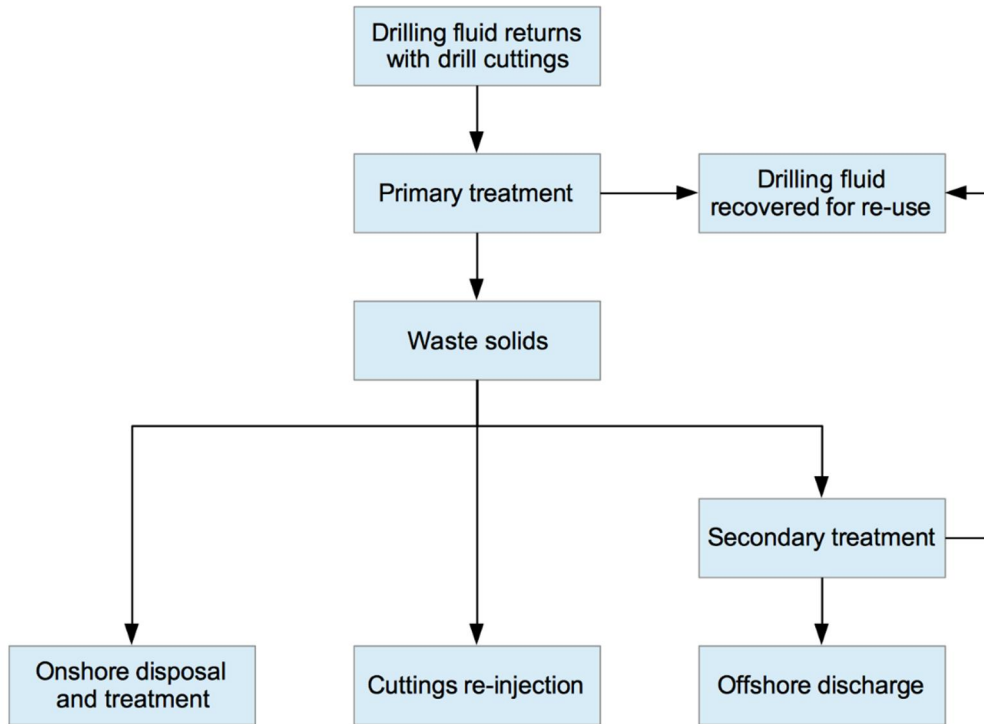 Drilling fluid returns
with drill cuttings
Primary treatment
Drilling fluid
recovered for re-use
Waste solids
Secondary treatment
Onshore disposal
and treatment
Cuttings re-injection
Offshore discharge